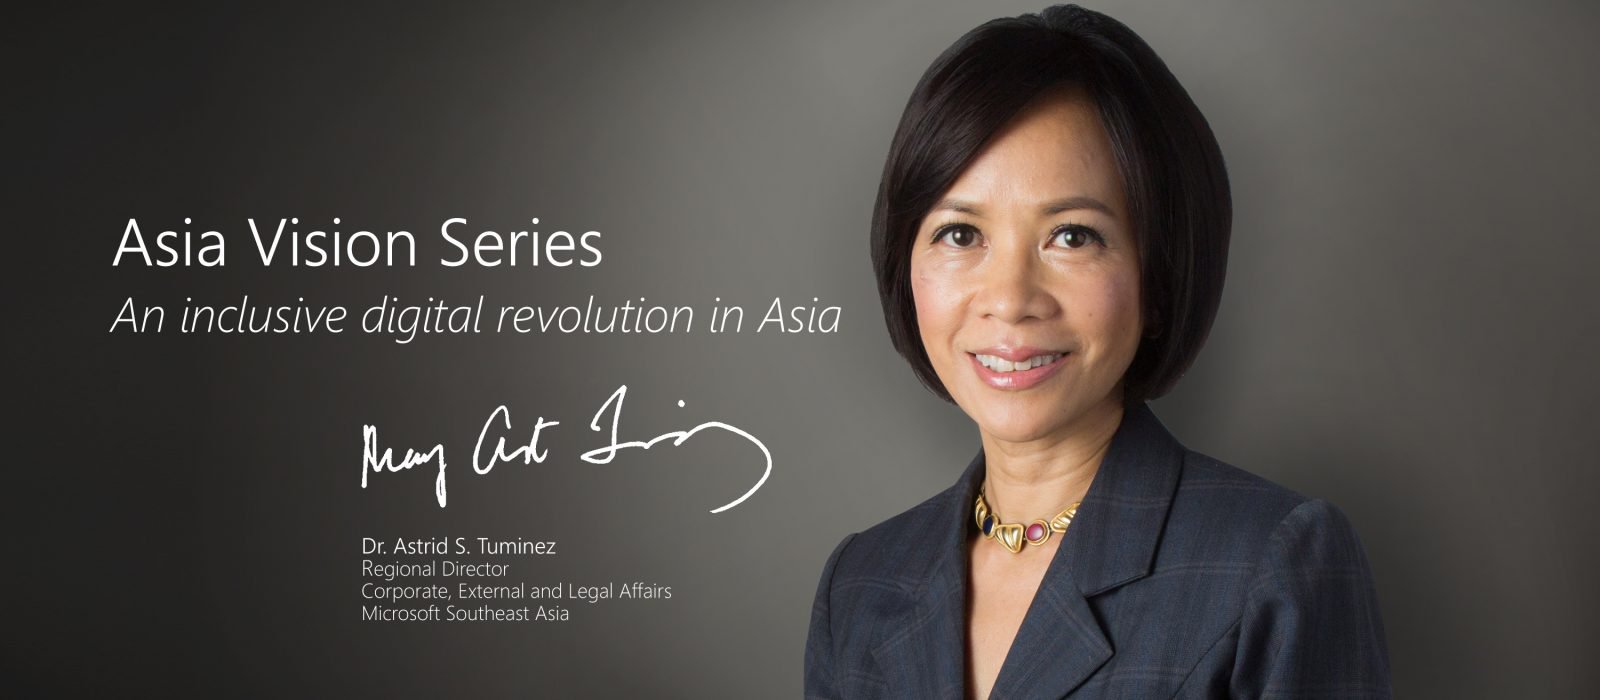 Asia Vision Series
An inclusive digital revolution in Asia
Dr. Astrid S. Tuminez
Regional Director
Corporate, External and Legal Affairs
Microsoft Southeast Asia